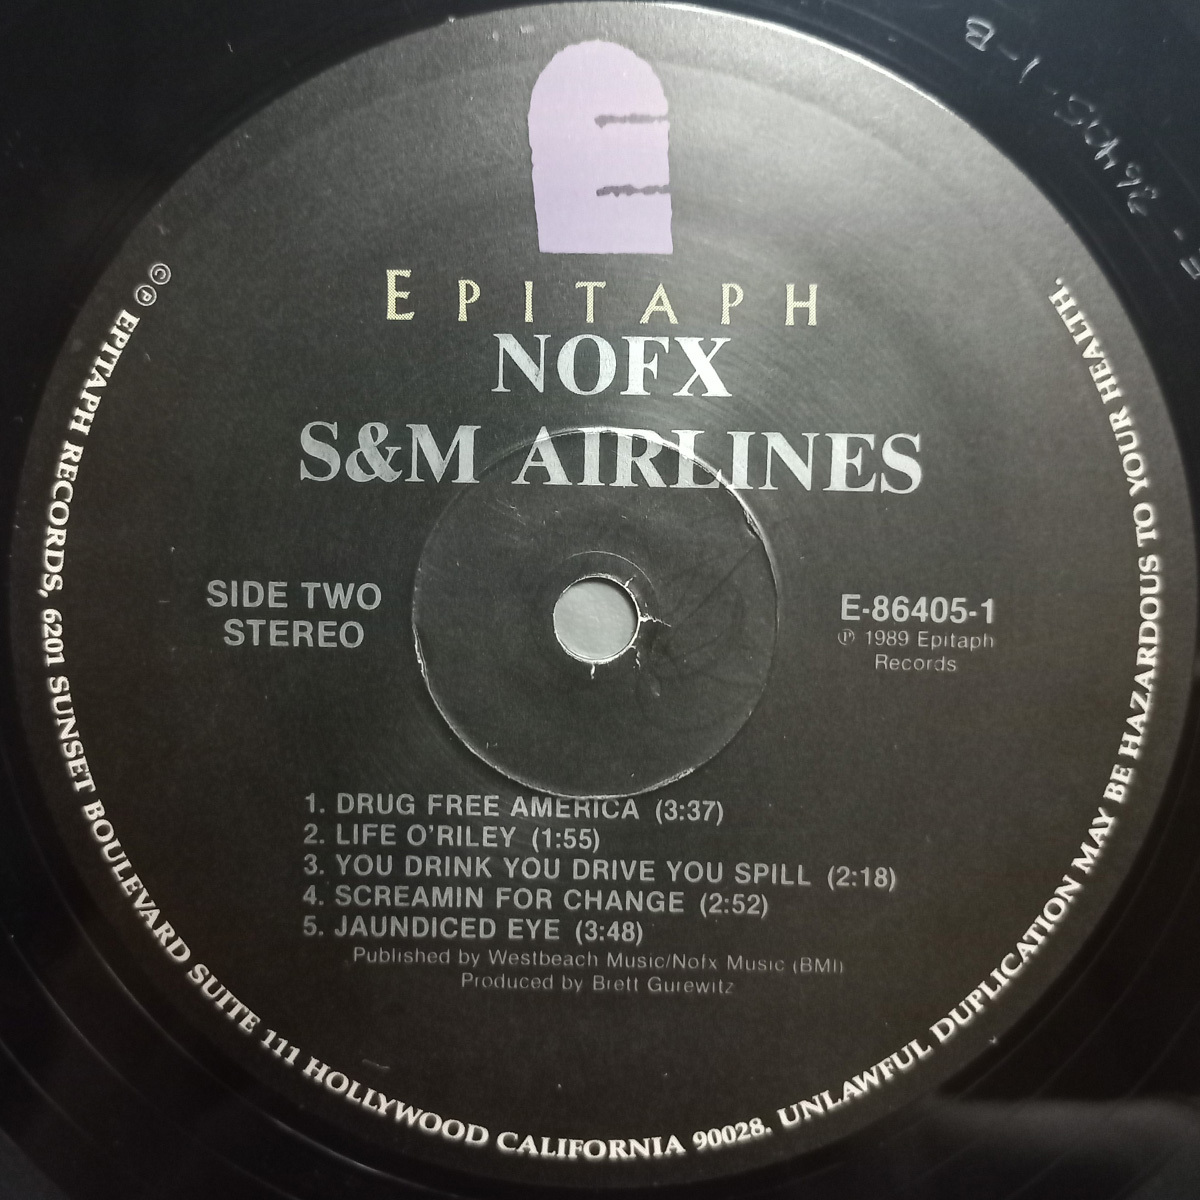 EPITAPH
NOFX
S&M AIRLINES
SIDE TWO
STEREO
E-86405-1
℗ 1989 Epitaph
Records
1. DRUG FREE AMERICA (3:37)
2. LIFE O'RILEY (1:55)
3. YOU DRINK YOU DRIVE YOU SPILL (2:18)
4. SCREAMIN FOR CHANGE (2:52)
5. JAUNDICED EYE (3:48)
Published by Westbeach Music/Nofx Music (BMI)
Produced by Brett Gurewitz
©℗ EPITAPH RECORDS, 6201 SUNSET BOULEVARD SUITE 111 HOLLYWOOD CALIFORNIA 90028. UNLAWFUL DUPLICATION MAY BE HAZARDOUS TO YOUR HEALTH.
E - 86405 · 1-B